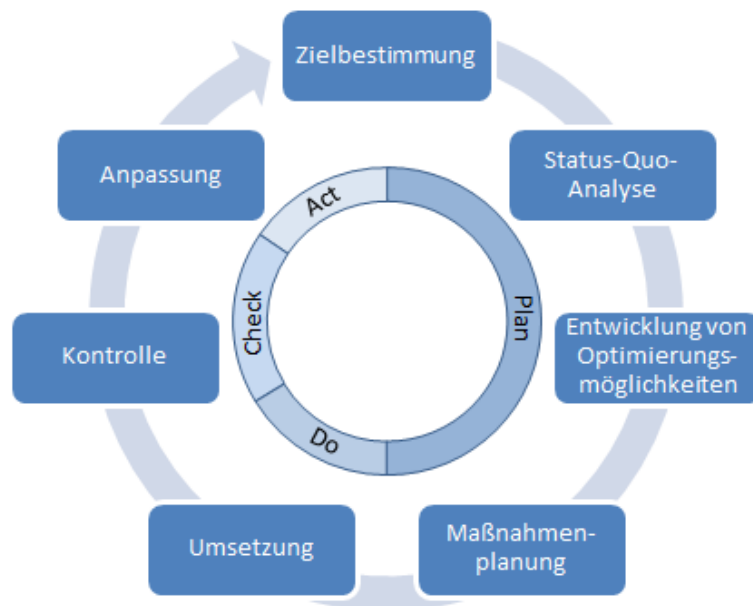 Zielbestimmung
Status-Quo-
Analyse
Entwicklung von
Optimierungs-
möglichkeiten
Maßnahmen-
planung
Umsetzung
Kontrolle
Anpassung
Plan
Do
Check
Act